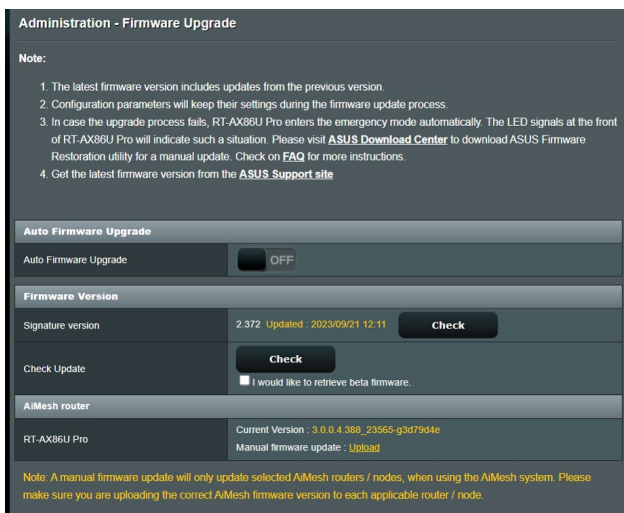 Administration - Firmware Upgrade
Note:
1. The latest firmware version includes updates from the previous version.
2. Configuration parameters will keep their settings during the firmware update process.
3. In case the upgrade process fails, RT-AX86U Pro enters the emergency mode automatically. The LED signals at the front
of RT-AX86U Pro will indicate such a situation. Please visit ASUS Download Center to download ASUS Firmware
Restoration utility for a manual update. Check on FAQ for more instructions.
4. Get the latest firmware version from the ASUS Support site
Auto Firmware Upgrade
Auto Firmware Upgrade OFF
Firmware Version
Signature version 2.372 Updated : 2023/09/21 12:11 Check
Check Update Check
I would like to retrieve beta firmware.
AiMesh router
RT-AX86U Pro Current Version : 3.0.0.4.388_23565-g3d79d4e
Manual firmware update : Upload
Note: A manual firmware update will only update selected AiMesh routers / nodes, when using the AiMesh system. Please
make sure you are uploading the correct AiMesh firmware version to each applicable router / node.